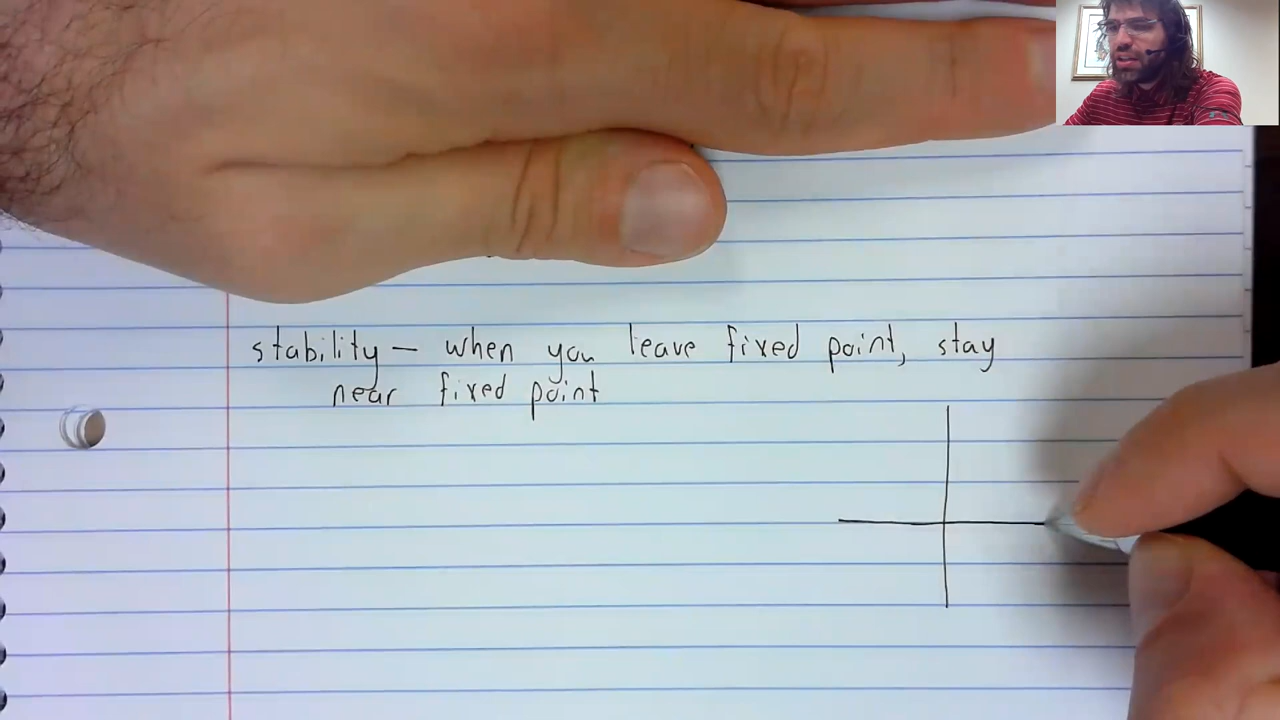 stability – when you leave fixed point, stay
near fixed point